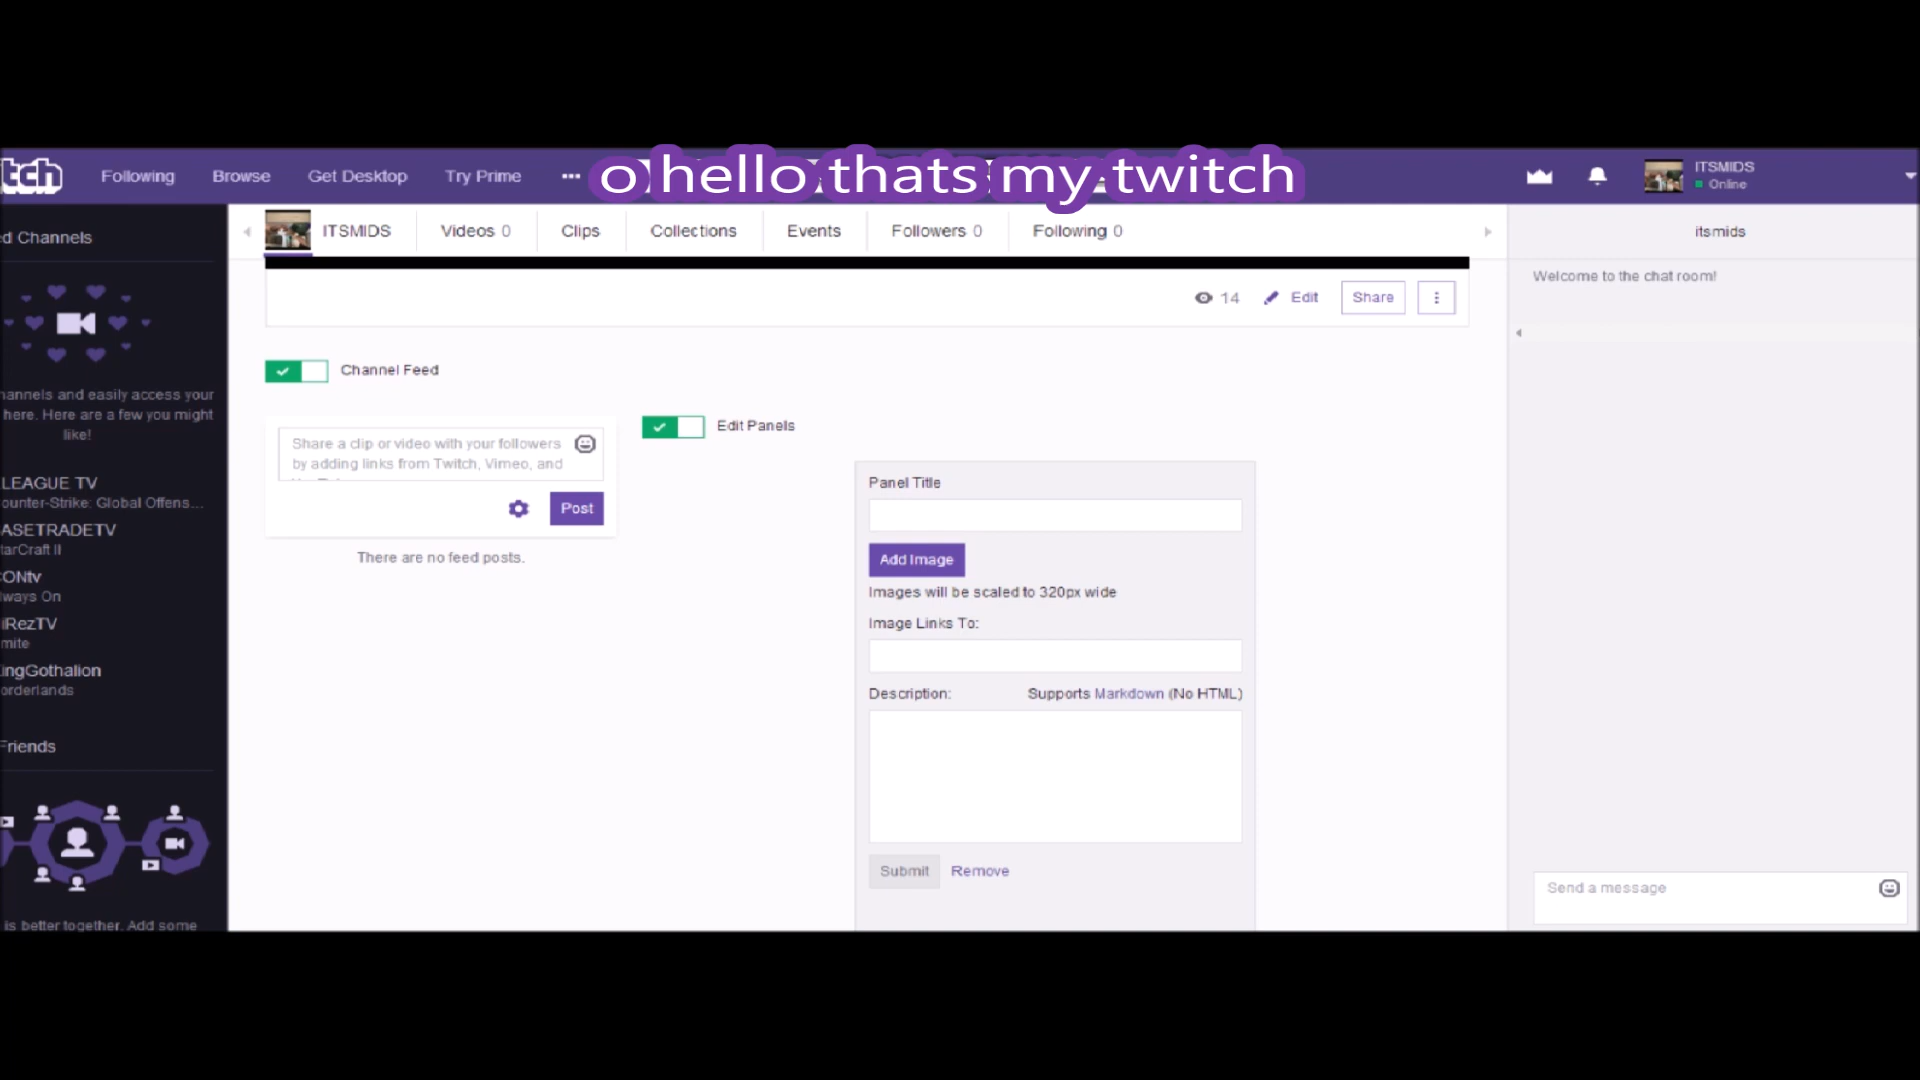 tch Following Browse Get Desktop Try Prime
o hello thats my twitch
ITSMIDS
Online
d Channels
hannels and easily access your
here. Here are a few you might
like!
LEAGUE TV
ounter-Strike: Global Offens...
ASETRADETV
tarCraft II
CONtv
lways On
iRezTV
mite
ingGothalion
orderlands
Friends
is better together. Add some
ITSMIDS Videos 0 Clips Collections Events Followers 0 Following 0
14 Edit Share
Channel Feed
Share a clip or video with your followers
by adding links from Twitch, Vimeo, and
Post
There are no feed posts.
Edit Panels
Panel Title
Add Image
Images will be scaled to 320px wide
Image Links To:
Description: Supports Markdown (No HTML)
Submit Remove
itsmids
Welcome to the chat room!
Send a message